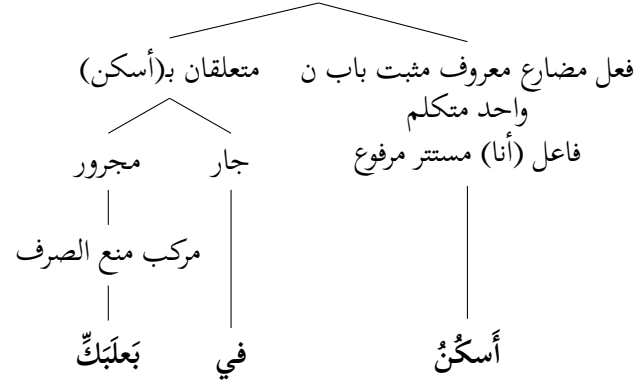 فعل مضارع معروف مثبت باب ن
واحد متكلم
فاعل (أنا) مستتر مرفوع
متعلقان بـ(أسكن)
جار
مجرور
مركب منع الصرف
أَسكُنُ
في
بَعلَبَكِّ